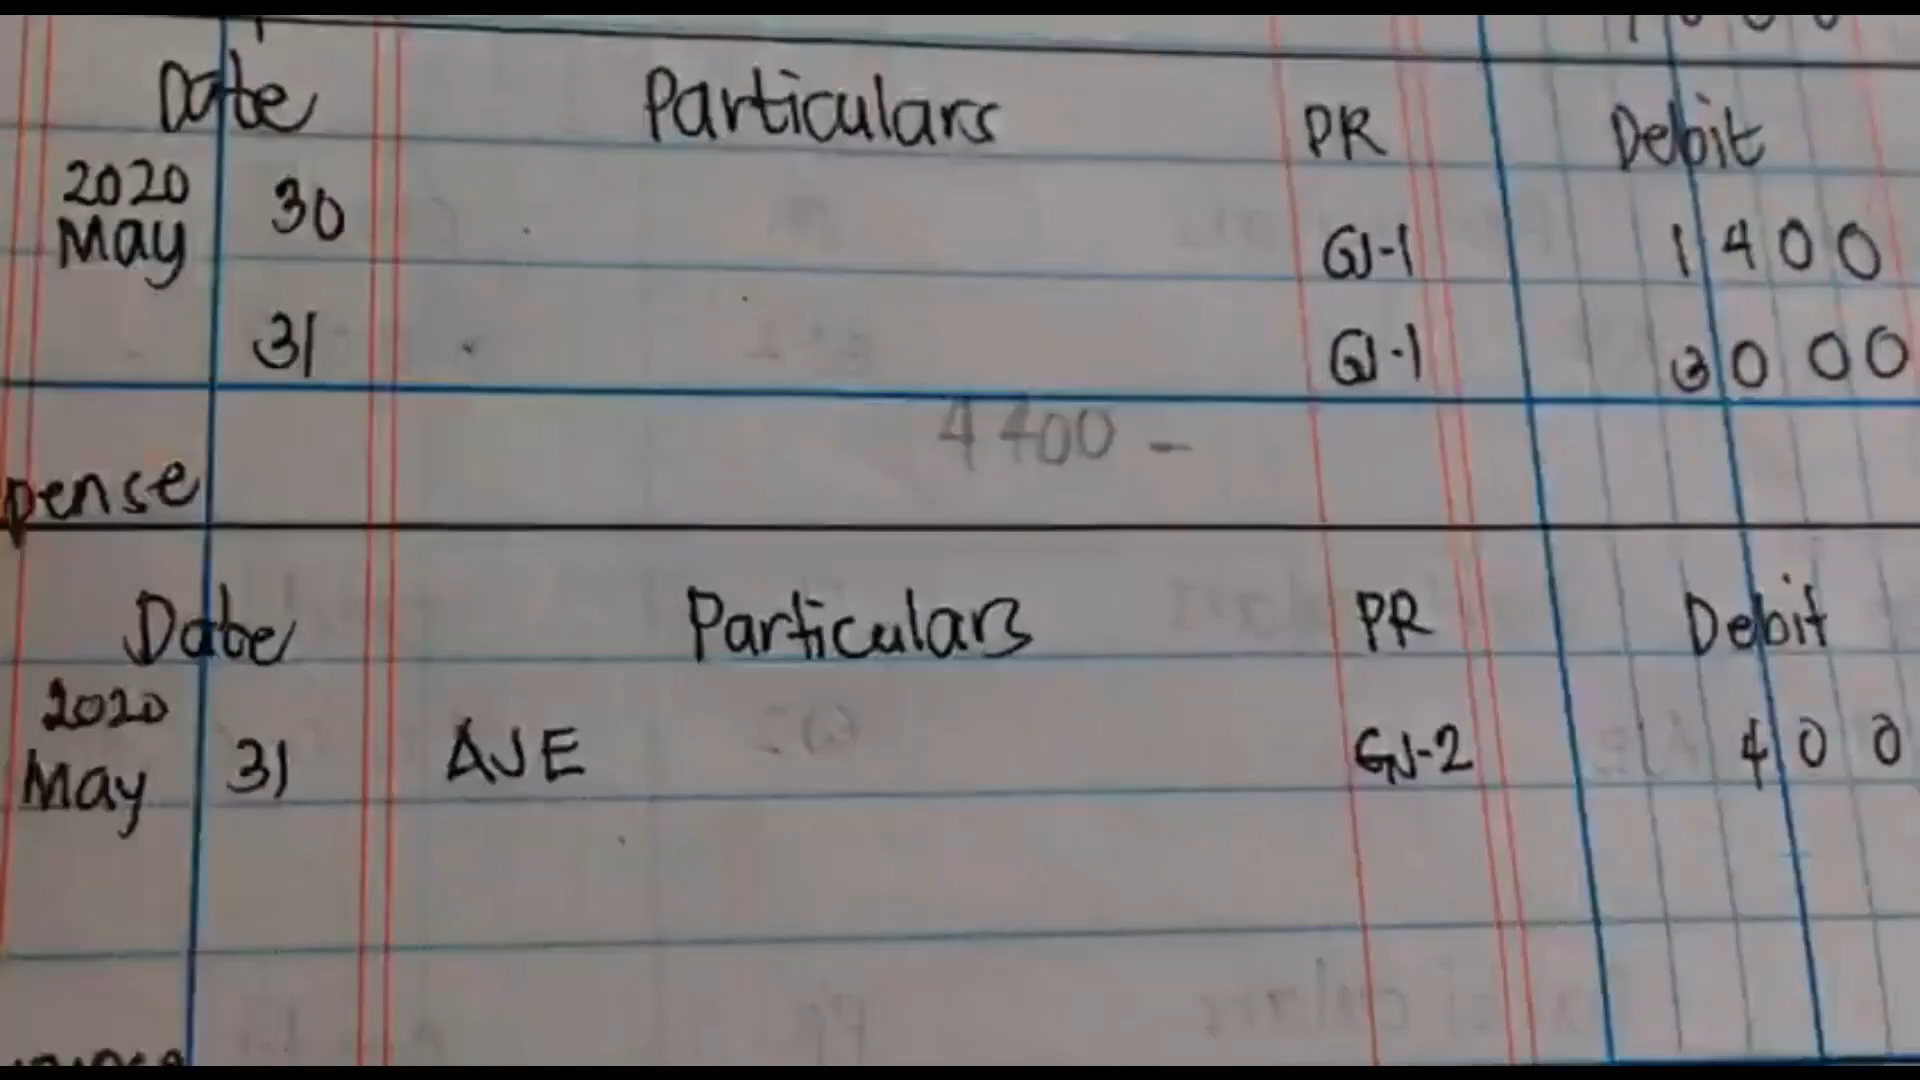 Date Particulars PR Debit
2020
May 30 GJ-1 1400
31 GJ-1 3000
4400 -
pense
Date Particulars PR Debit
2020
May 31 AJE GJ-2 400